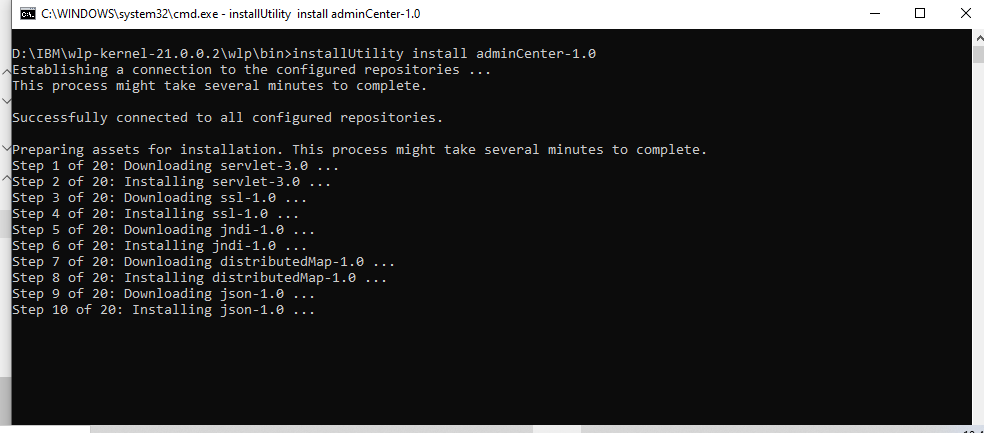 C:\WINDOWS\system32\cmd.exe - installUtility install adminCenter-1.0
D:\IBM\wlp-kernel-21.0.0.2\wlp\bin>installUtility install adminCenter-1.0
Establishing a connection to the configured repositories ...
This process might take several minutes to complete.
Successfully connected to all configured repositories.
Preparing assets for installation. This process might take several minutes to complete.
Step 1 of 20: Downloading servlet-3.0 ...
Step 2 of 20: Installing servlet-3.0 ...
Step 3 of 20: Downloading ssl-1.0 ...
Step 4 of 20: Installing ssl-1.0 ...
Step 5 of 20: Downloading jndi-1.0 ...
Step 6 of 20: Installing jndi-1.0 ...
Step 7 of 20: Downloading distributedMap-1.0 ...
Step 8 of 20: Installing distributedMap-1.0 ...
Step 9 of 20: Downloading json-1.0 ...
Step 10 of 20: Installing json-1.0 ...